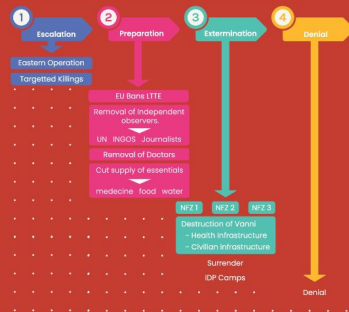 1
Escalation
Eastern Operation
Targetted Killings
2
Preparation
EU Bans LTTE
Removal of Independent
observers.
UN INGOS Journalists
Removal of Doctors
Cut supply of essentials
medecine food water
3
Extermination
NFZ 1 NFZ 2 NFZ 3
Destruction of Vanni
- Health Infrastructure
- Civilian infrastructure
Surrender
IDP Camps
4
Denial
Denial